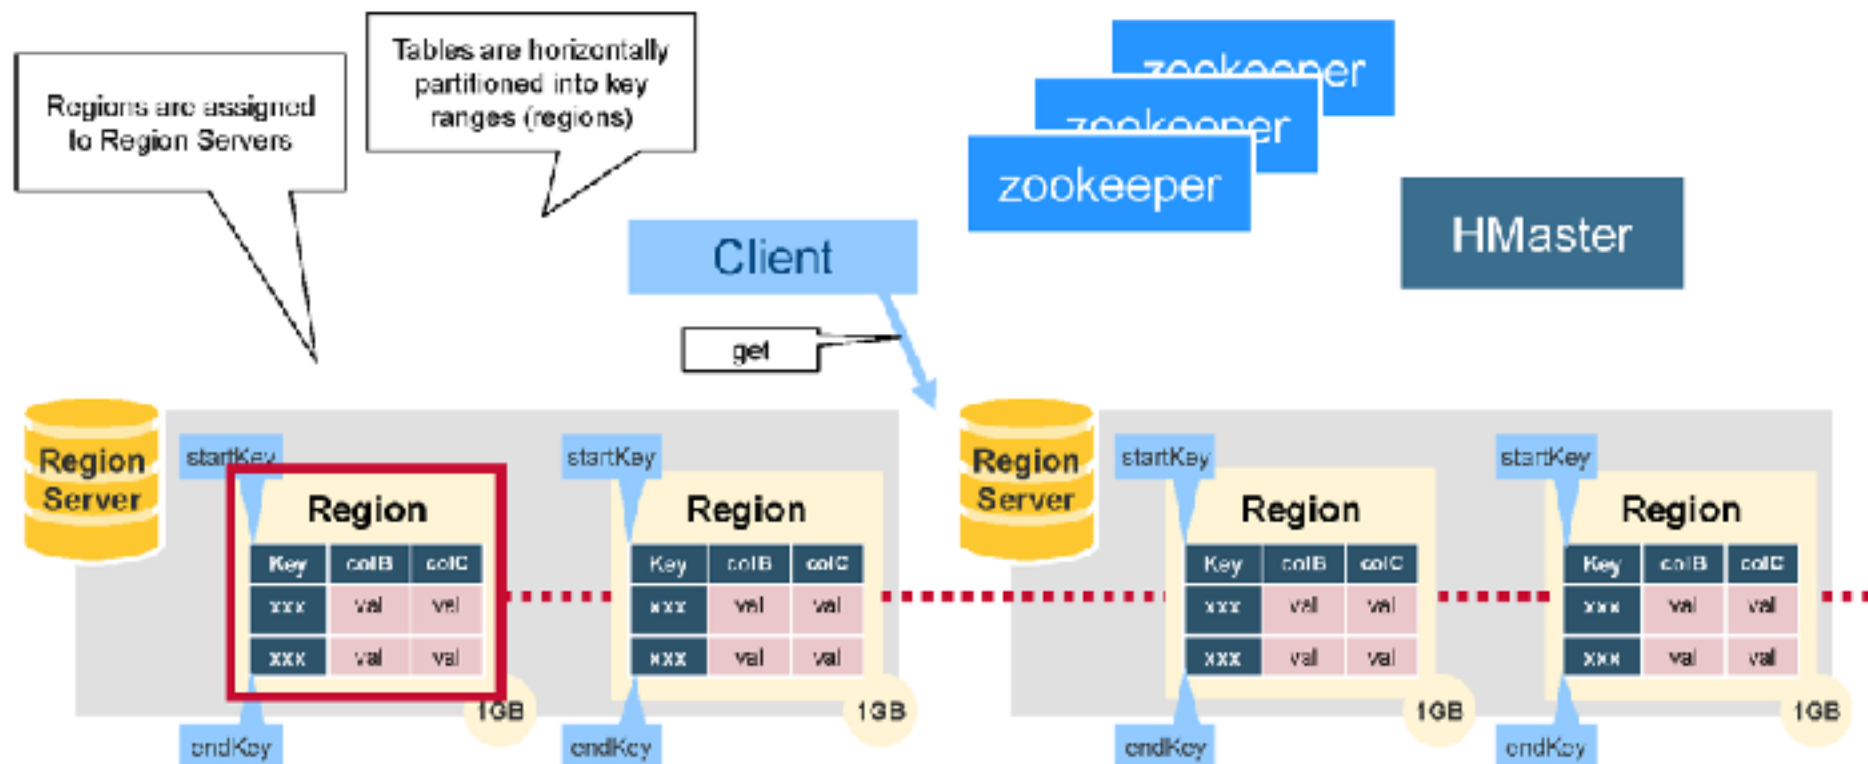 Regions are assigned
to Region Servers
Tables are horizontally
partitioned into key
ranges (regions)
zookeeper
zookeeper
zookeeper
HMaster
Client
get
Region
Server
startKey
Region
Key colB colC
xxx val val
xxx val val
1GB
endKey
startKey
Region
Key colB colC
xxx val val
xxx val val
1GB
endKey
Region
Server
startKey
Region
Key colB colC
xxx val val
xxx val val
1GB
endKey
startKey
Region
Key colB colC
xxx val val
xxx val val
1GB
endKey